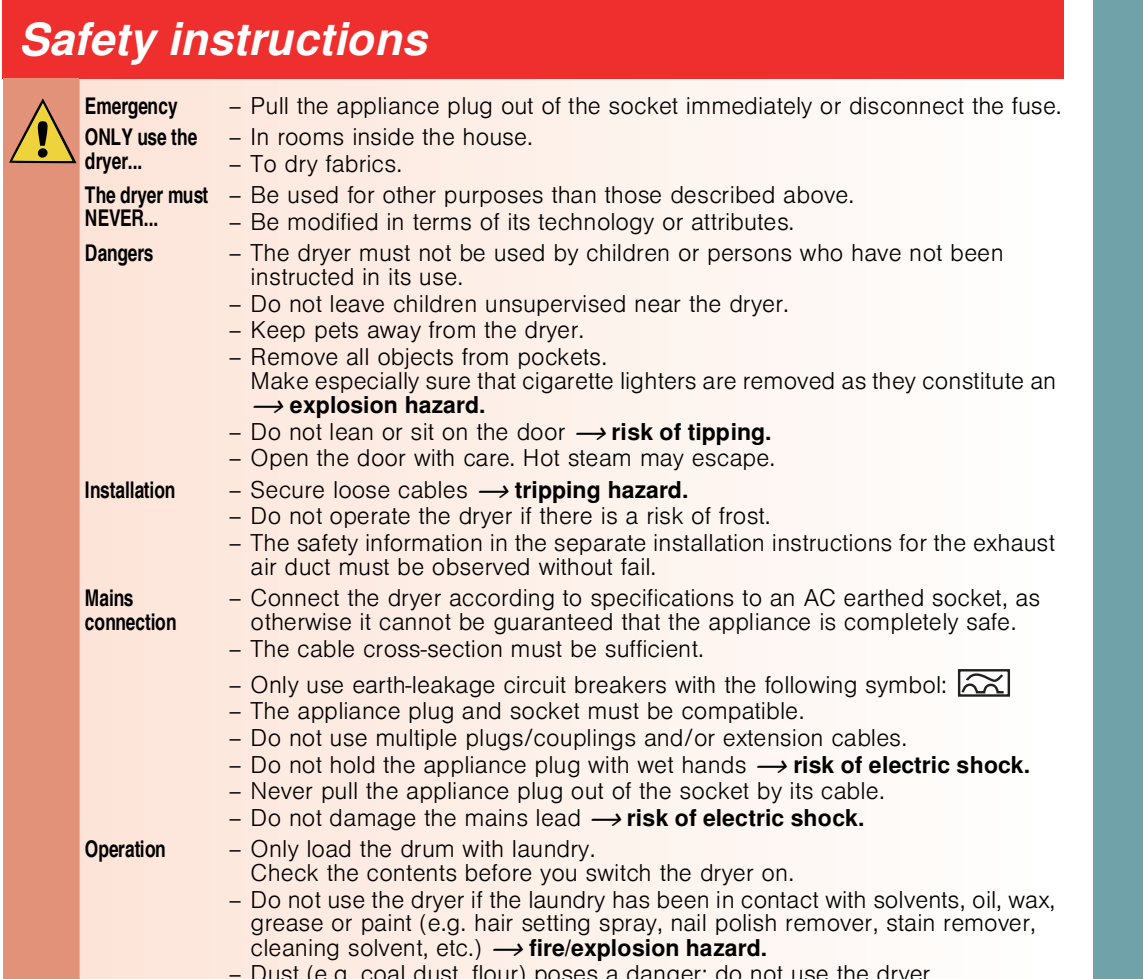 Safety instructions
Emergency – Pull the appliance plug out of the socket immediately or disconnect the fuse.
ONLY use the – In rooms inside the house.
dryer... – To dry fabrics.
The dryer must – Be used for other purposes than those described above.
NEVER... – Be modified in terms of its technology or attributes.
Dangers – The dryer must not be used by children or persons who have not been
instructed in its use.
– Do not leave children unsupervised near the dryer.
– Keep pets away from the dryer.
– Remove all objects from pockets.
Make especially sure that cigarette lighters are removed as they constitute an
⟶ explosion hazard.
– Do not lean or sit on the door ⟶ risk of tipping.
– Open the door with care. Hot steam may escape.
Installation – Secure loose cables ⟶ tripping hazard.
– Do not operate the dryer if there is a risk of frost.
– The safety information in the separate installation instructions for the exhaust
air duct must be observed without fail.
Mains – Connect the dryer according to specifications to an AC earthed socket, as
connection otherwise it cannot be guaranteed that the appliance is completely safe.
– The cable cross-section must be sufficient.
– Only use earth-leakage circuit breakers with the following symbol:
– The appliance plug and socket must be compatible.
– Do not use multiple plugs/couplings and/or extension cables.
– Do not hold the appliance plug with wet hands ⟶ risk of electric shock.
– Never pull the appliance plug out of the socket by its cable.
– Do not damage the mains lead ⟶ risk of electric shock.
Operation – Only load the drum with laundry.
Check the contents before you switch the dryer on.
– Do not use the dryer if the laundry has been in contact with solvents, oil, wax,
grease or paint (e.g. hair setting spray, nail polish remover, stain remover,
cleaning solvent, etc.) ⟶ fire/explosion hazard.
– Dust (e.g. coal dust, flour) poses a danger: do not use the dryer